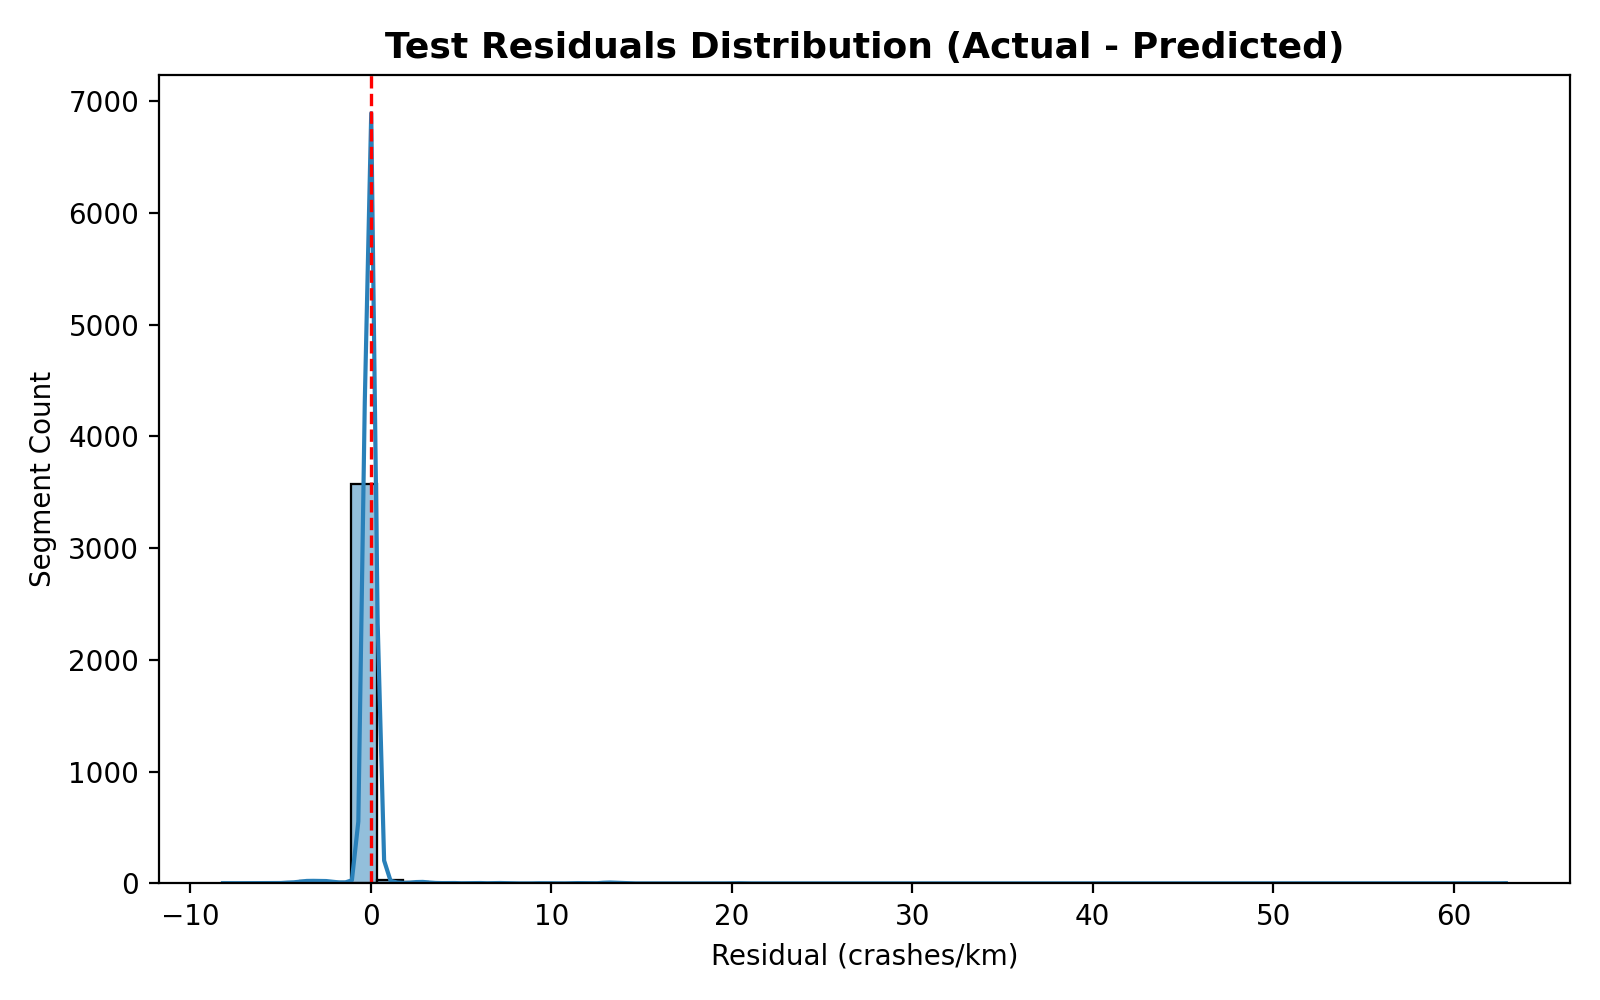 Test Residuals Distribution (Actual - Predicted)
7000
6000
5000
4000
3000
2000
1000
0
Segment Count
−10 0 10 20 30 40 50 60
Residual (crashes/km)